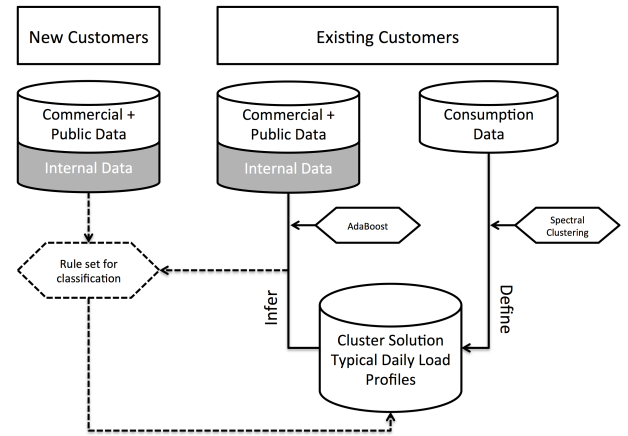 New Customers
Existing Customers
Commercial +
Public Data
Internal Data
Commercial +
Public Data
Internal Data
Consumption
Data
AdaBoost
Spectral
Clustering
Rule set for
classification
Infer
Define
Cluster Solution
Typical Daily Load
Profiles